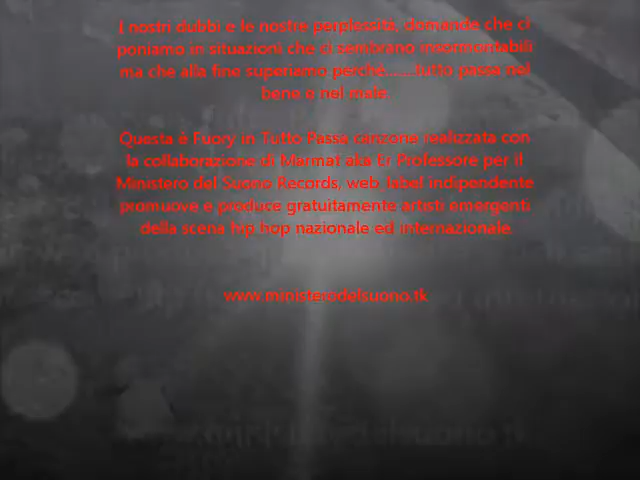 I nostri dubbi e le nostre perplessità, domande che ci
poniamo in situazioni che ci sembrano insormontabili
ma che alla fine superiamo perchè......tutto passa nel
bene e nel male.
Questa è Fuory in Tutto Passa canzone realizzata con
la collaborazione di Marmat aka Er Professore per il
Ministero del Suono Records, web label indipendente
promuove e produce gratuitamente artisti emergenti
della scena hip hop nazionale ed internazionale.
www.ministerodelsuono.tk